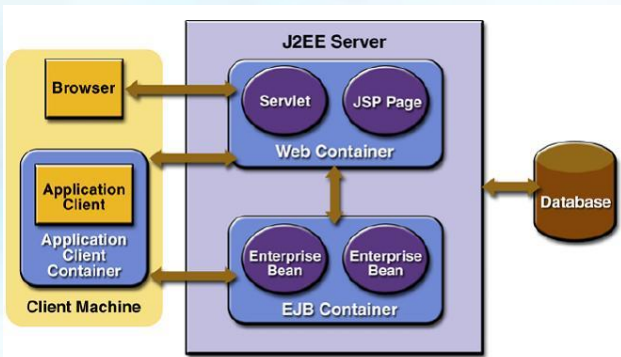 J2EE Server
Browser
Servlet
JSP Page
Web Container
Application
Client
Application
Client
Container
Client Machine
Enterprise
Bean
Enterprise
Bean
EJB Container
Database